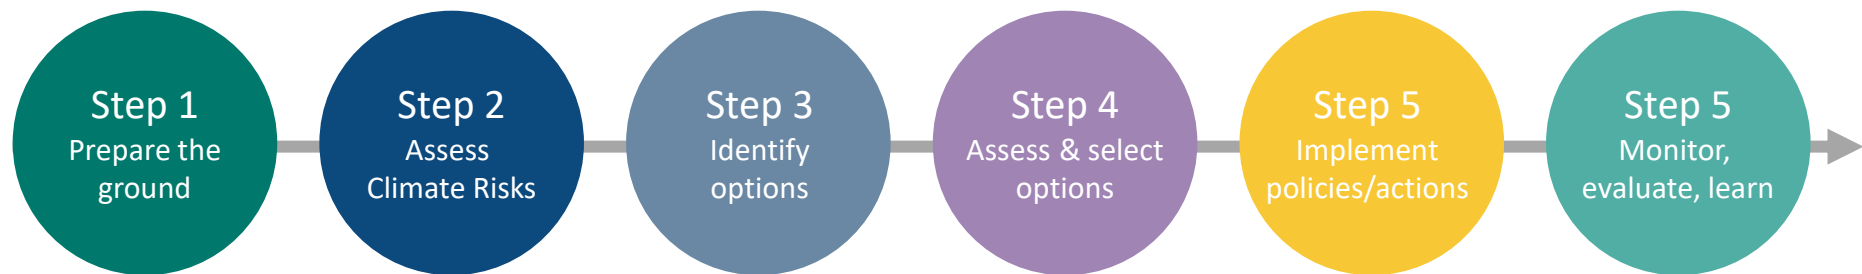 Step 1
Prepare the
ground
Step 2
Assess
Climate Risks
Step 3
Identify
options
Step 4
Assess & select
options
Step 5
Implement
policies/actions
Step 5
Monitor,
evaluate, learn